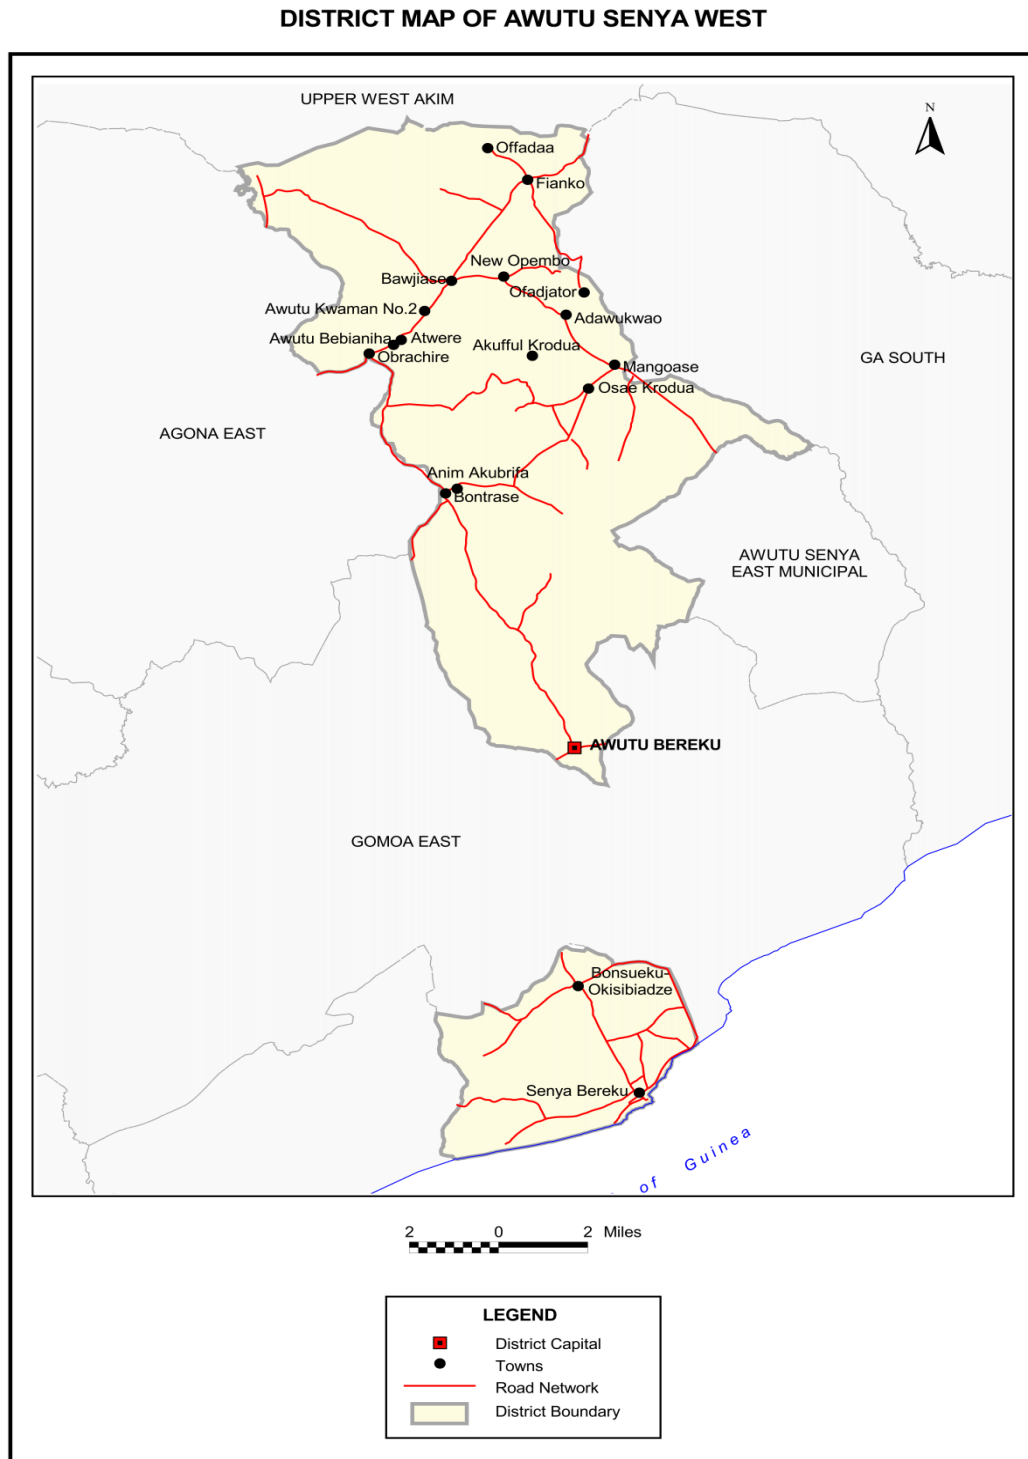 DISTRICT MAP OF AWUTU SENYA WEST
UPPER WEST AKIM
N
Offadaa
Fianko
New Opembo
Bawjiase
Ofadjator
Awutu Kwaman No.2
Adawukwao
Awutu Bebianiha
Atwere
Akufful Krodua
Obrachire
GA SOUTH
Mangoase
Osae Krodua
AGONA EAST
Anim Akubrifa
Bontrase
AWUTU SENYA
EAST MUNICIPAL
AWUTU BEREKU
GOMOA EAST
Bonsueku-
Okisibiadze
Senya Bereku
of Guinea
2 0 2 Miles
LEGEND
District Capital
Towns
Road Network
District Boundary